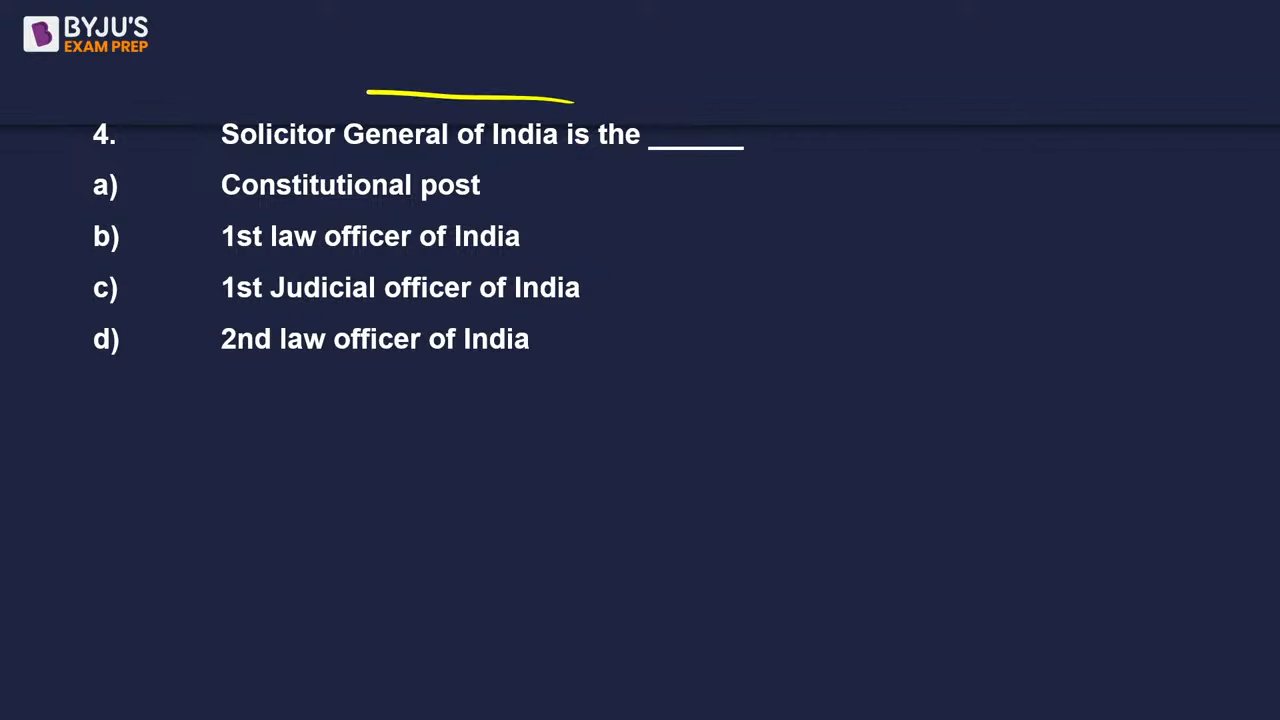 BYJU'S
EXAM PREP
4. Solicitor General of India is the ______
a) Constitutional post
b) 1st law officer of India
c) 1st Judicial officer of India
d) 2nd law officer of India